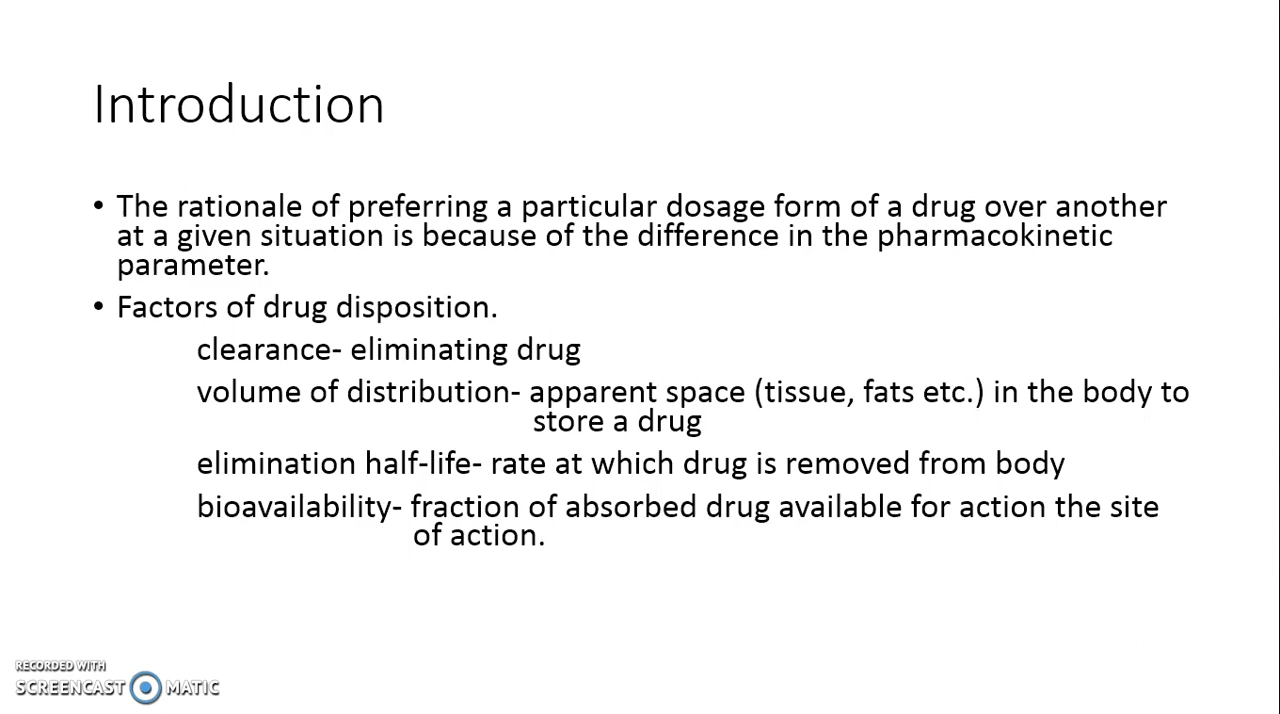 Introduction
• The rationale of preferring a particular dosage form of a drug over another
at a given situation is because of the difference in the pharmacokinetic
parameter.
• Factors of drug disposition.
clearance- eliminating drug
volume of distribution- apparent space (tissue, fats etc.) in the body to
store a drug
elimination half-life- rate at which drug is removed from body
bioavailability- fraction of absorbed drug available for action the site
of action.
RECORDED WITH
SCREENCAST MATIC